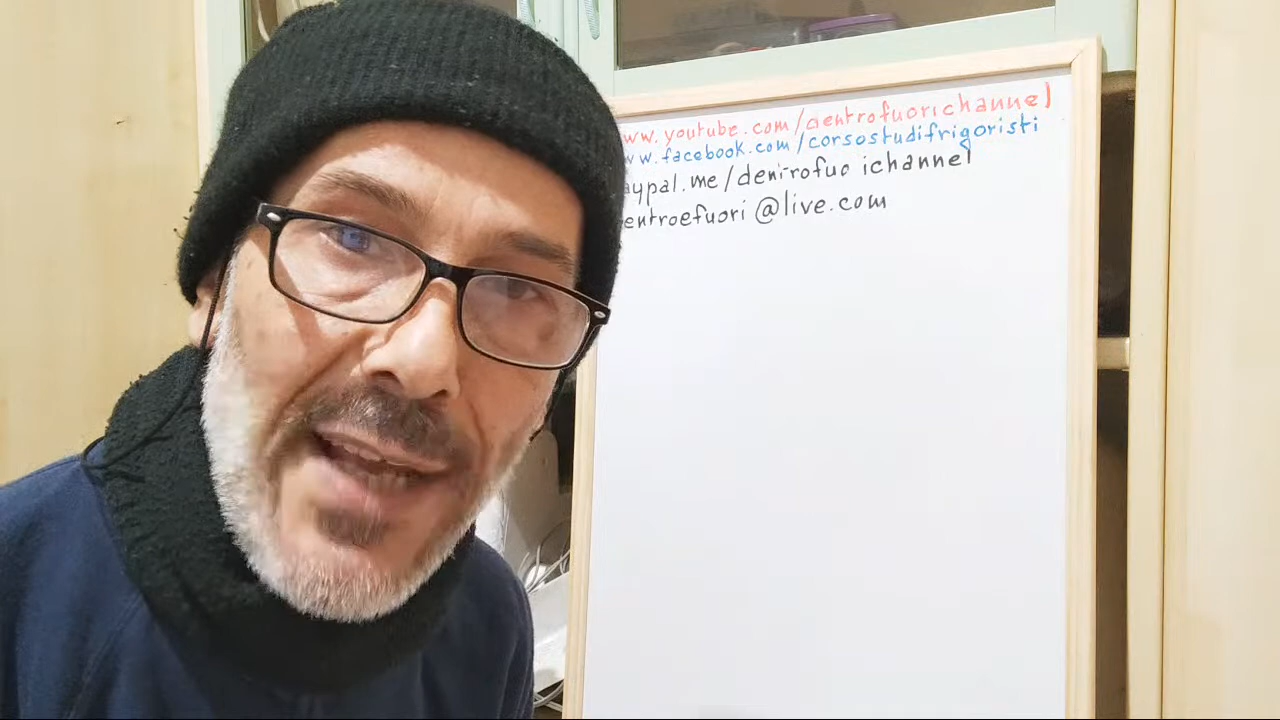 ww.youtube.com/dentrofuorichannel
w.facebook.com/corsostudifrigoristi
aypal.me/dentrofuo ichannel
entroefuori @live.com